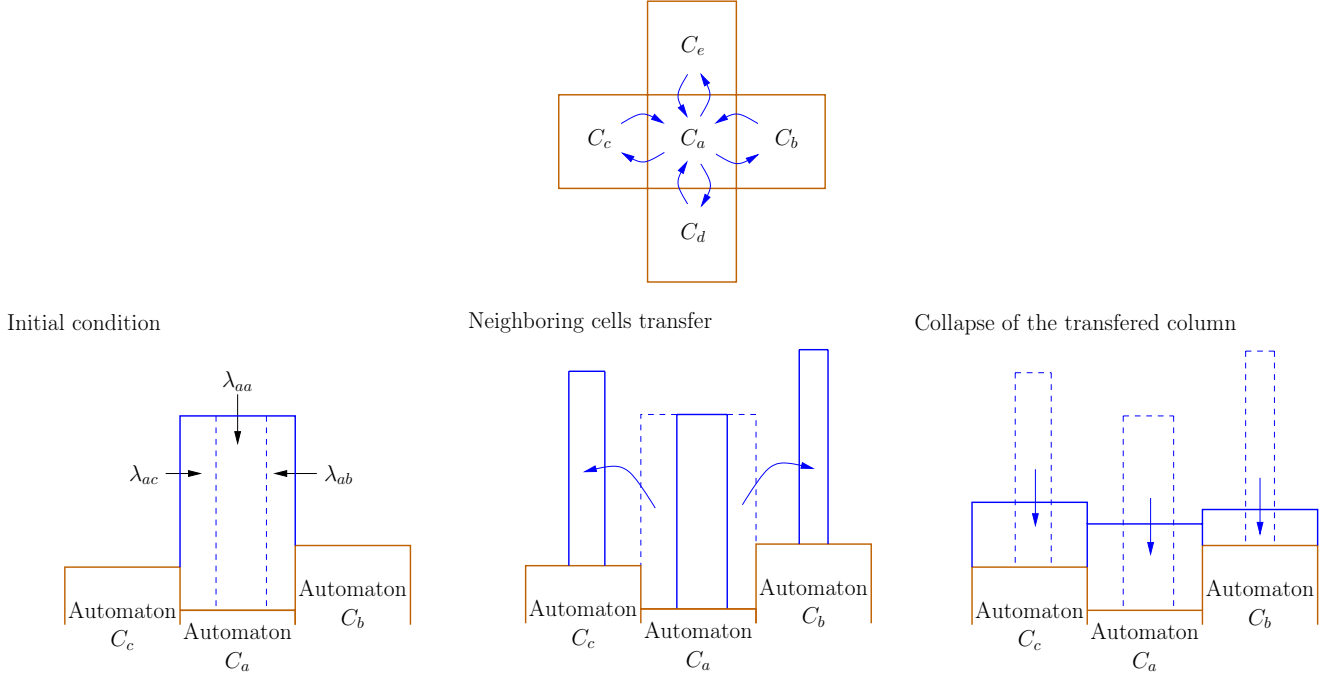 C_e
C_c C_a C_b
C_d
Initial condition
Neighboring cells transfer
Collapse of the transfered column
λ_aa
λ_ac
λ_ab
Automaton
C_c
Automaton
C_a
Automaton
C_b
Automaton
C_c
Automaton
C_a
Automaton
C_b
Automaton
C_c
Automaton
C_a
Automaton
C_b